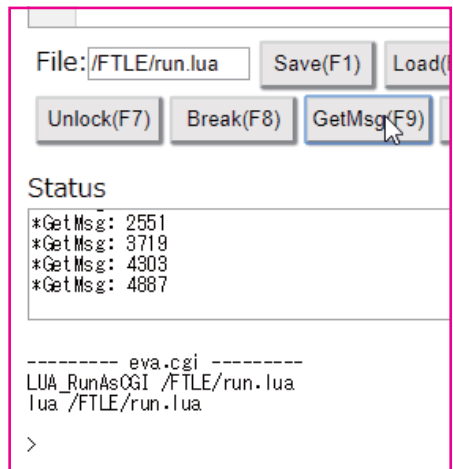 File: /FTLE/run.lua Save(F1) Load(
Unlock(F7) Break(F8) GetMsg(F9)
Status
*GetMsg: 2551
*GetMsg: 3719
*GetMsg: 4303
*GetMsg: 4887
--------- eva.cgi ---------
LUA_RunAsCGI /FTLE/run.lua
lua /FTLE/run.lua
>